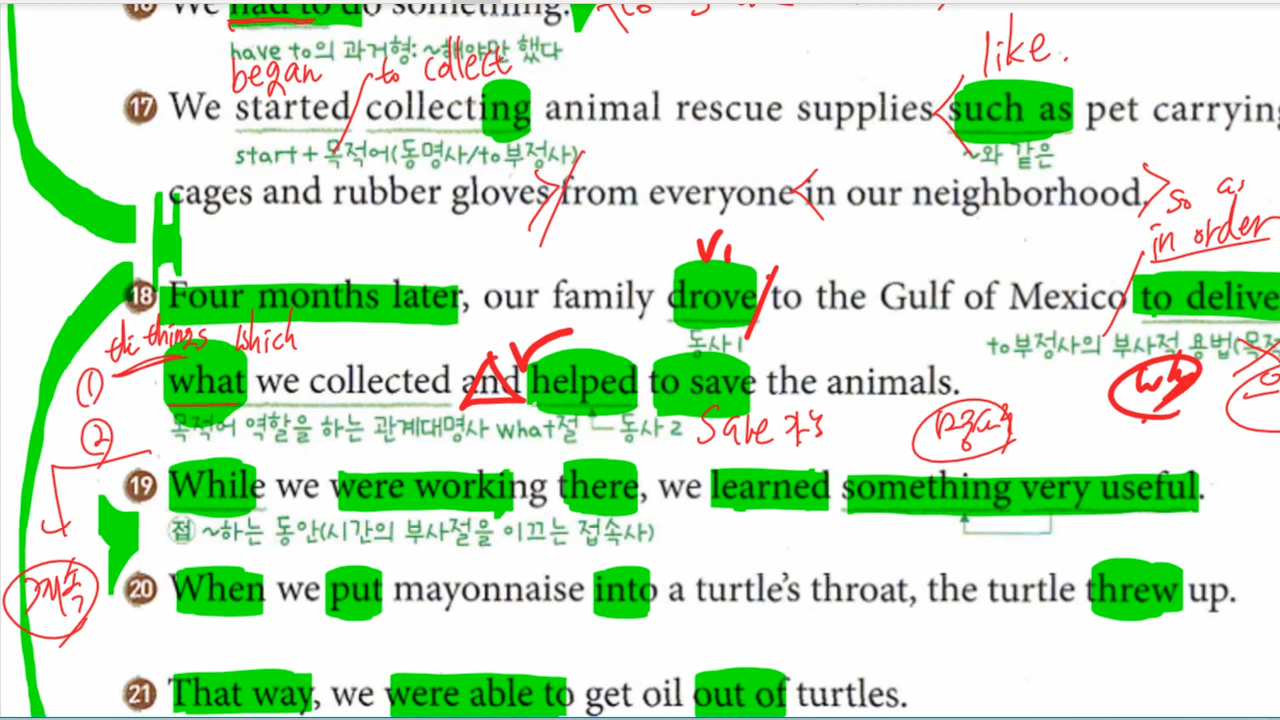 16 We had to do something.
have to의 과거형: ~해야만 했다
began to collect
like.
17 We started collecting animal rescue supplies such as pet carrying
start+목적어(동명사/to부정사)
~와 같은
cages and rubber gloves from everyone in our neighborhood.
so as
in order
V1
18 Four months later, our family drove to the Gulf of Mexico to delive
동사1
to부정사의 부사적 용법(목적
the things which
① what we collected and helped to save the animals.
② 목적어 역할을 하는 관계대명사 what절
동사 2
19 While we were working there, we learned something very useful.
접 ~하는 동안(시간의 부사절을 이끄는 접속사)
20 When we put mayonnaise into a turtle's throat, the turtle threw up.
21 That way, we were able to get oil out of turtles.